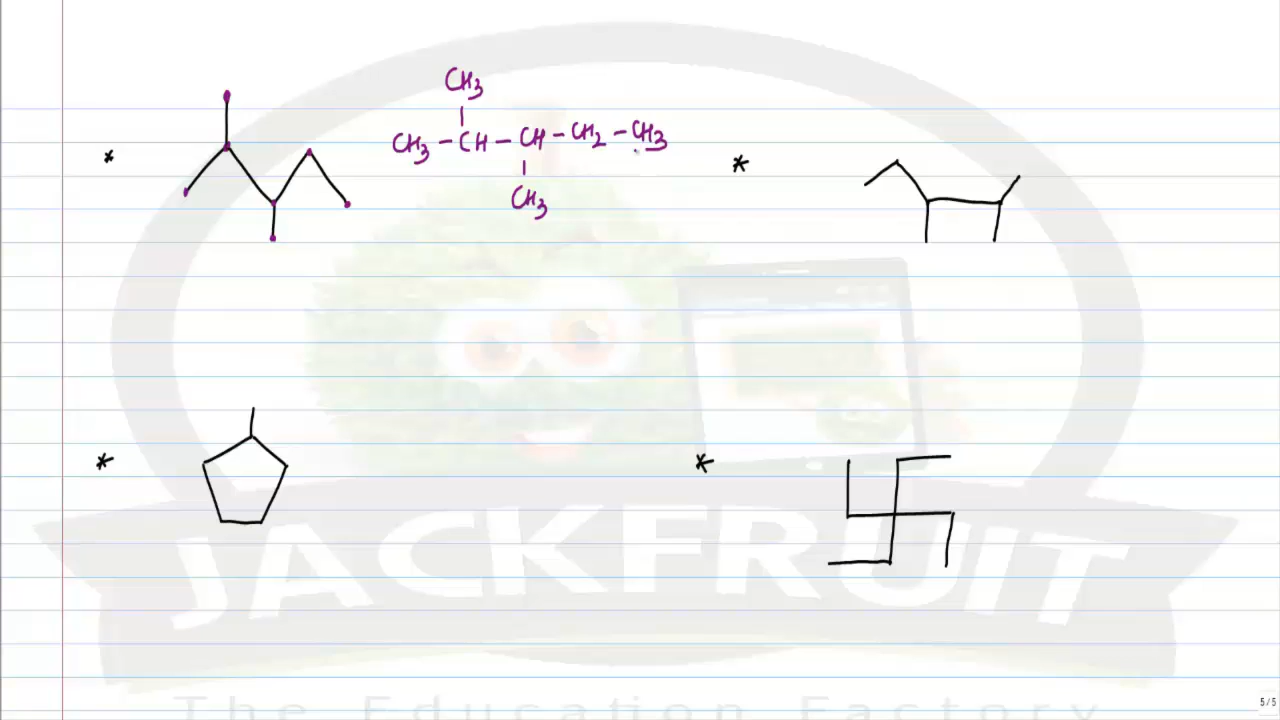 CH3
CH3 - CH - CH - CH2 - CH3
CH3
*
*
*
*
JACKFRUIT
The Education Factory
5/5